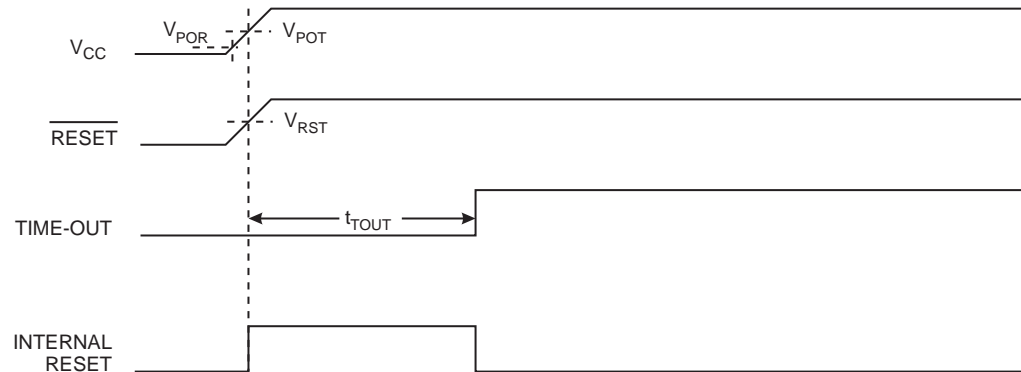 V_POR
V_POT
V_CC
V_RST
RESET
t_TOUT
TIME-OUT
INTERNAL
RESET